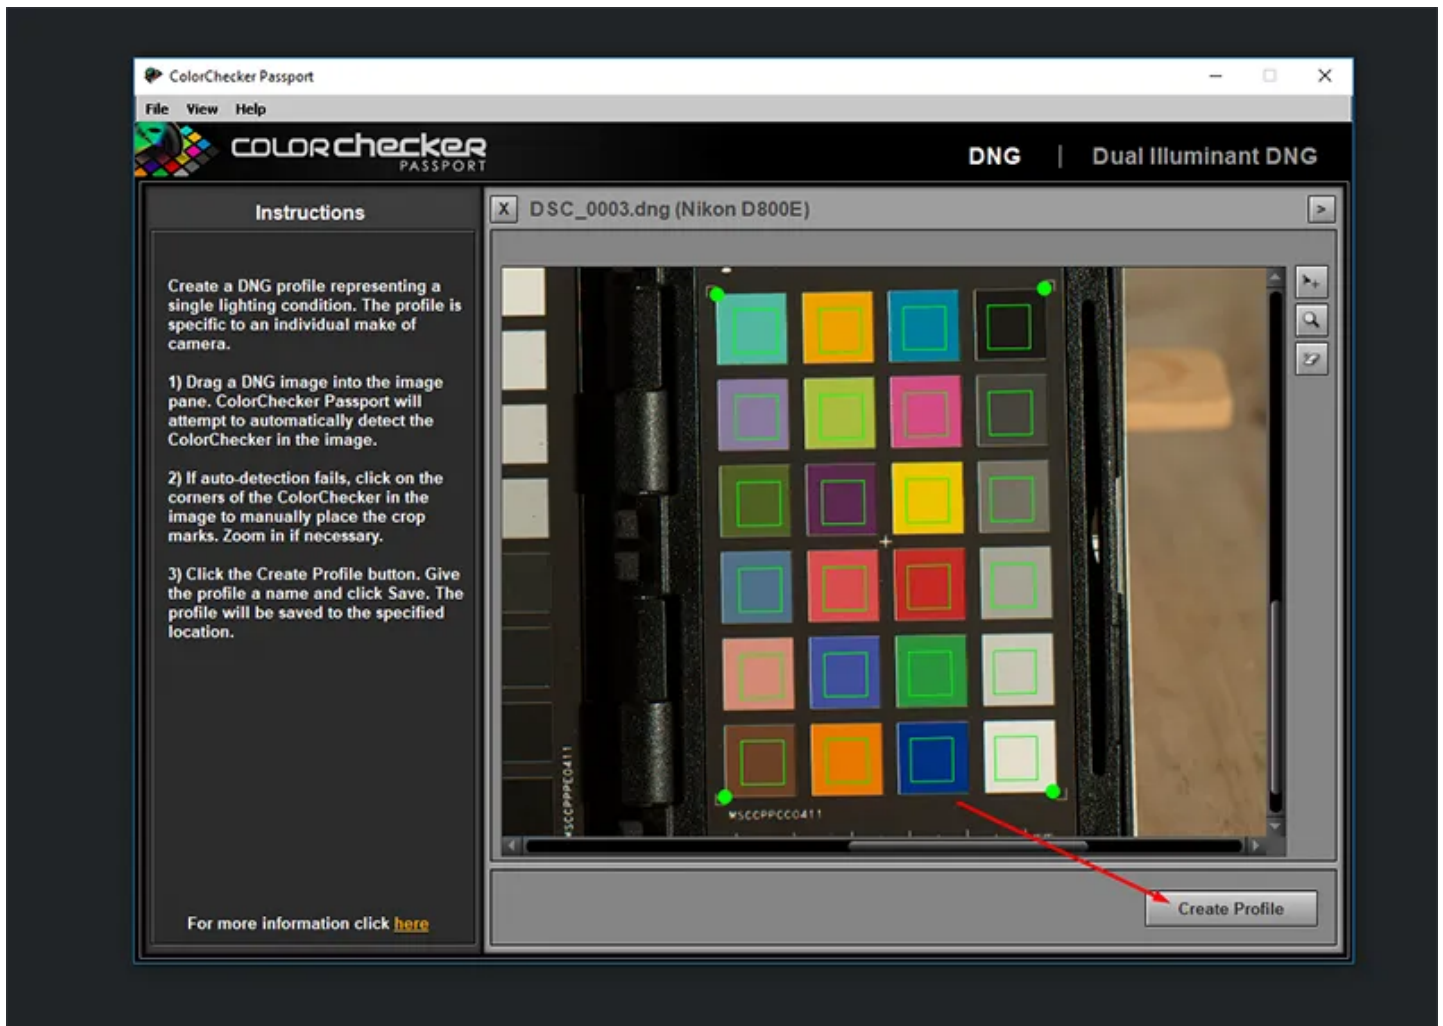 ColorChecker Passport
File View Help
COLORchecker
PASSPORT
DNG | Dual Illuminant DNG
Instructions
X DSC_0003.dng (Nikon D800E) >
Create a DNG profile representing a
single lighting condition. The profile is
specific to an individual make of
camera.
1) Drag a DNG image into the image
pane. ColorChecker Passport will
attempt to automatically detect the
ColorChecker in the image.
2) If auto-detection fails, click on the
corners of the ColorChecker in the
image to manually place the crop
marks. Zoom in if necessary.
3) Click the Create Profile button. Give
the profile a name and click Save. The
profile will be saved to the specified
location.
For more information click here
MSCCPPPC0411
MSCCPPCC0411
Create Profile